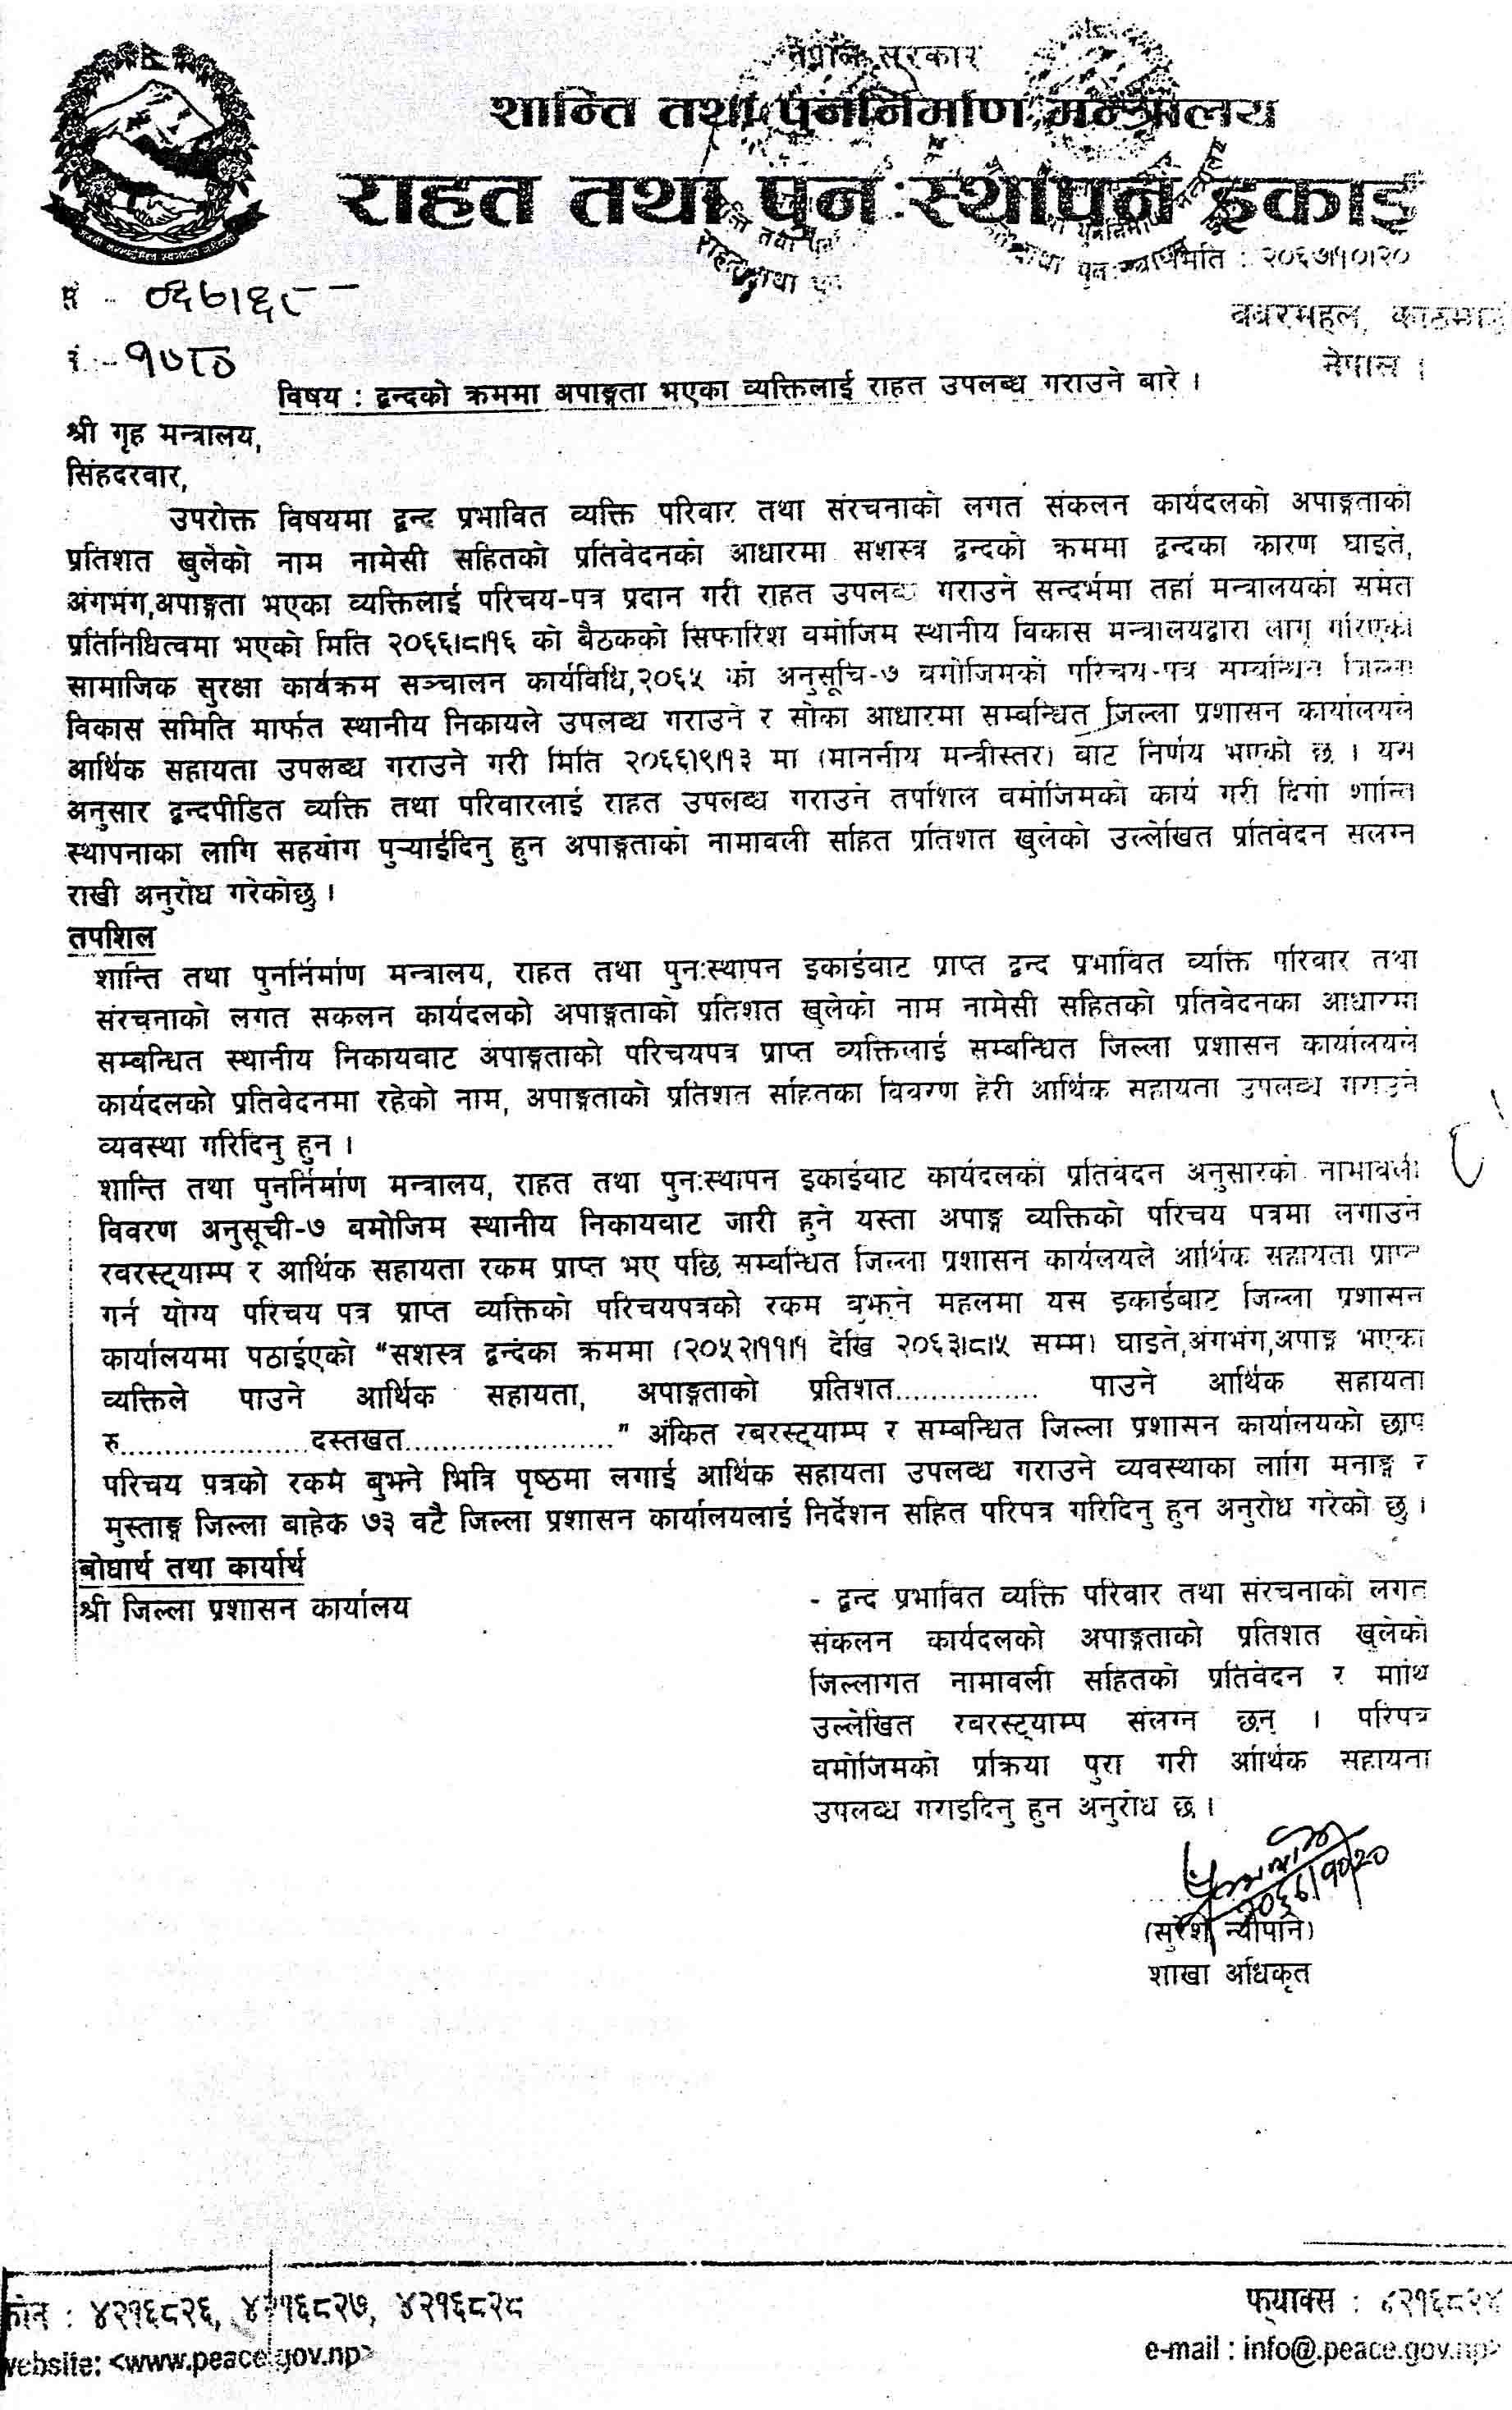 नेपाल सरकार
शान्ति तथा पुनर्निर्माण मन्त्रालय
राहत तथा पुनःस्थापन इकाई
मिति : २०६७।१०।२०
०६७।६८
ववरमहल,
नेपाल ।
विषय : द्वन्दको क्रममा अपाङ्गता भएका व्यक्तिलाई राहत उपलब्ध गराउने बारे ।
श्री गृह मन्त्रालय,
सिंहदरवार,
उपरोक्त विषयमा द्वन्द प्रभावित व्यक्ति परिवार तथा संरचनाको लगत संकलन कार्यदलको अपाङ्गताको
प्रतिशत खुलेको नाम नामेसी सहितको प्रतिवेदनको आधारमा सशस्त्र द्वन्दको क्रममा द्वन्दका कारण घाइते,
अंगभंग,अपाङ्गता भएका व्यक्तिलाई परिचय-पत्र प्रदान गरी राहत उपलब्ध गराउने सन्दर्भमा तहाँ मन्त्रालयको समेत
प्रतिनिधित्वमा भएको मिति २०६६।८।१६ को बैठकको सिफारिश वमोजिम स्थानीय विकास मन्त्रालयद्वारा लागू गरिएको
सामाजिक सुरक्षा कार्यक्रम सञ्चालन कार्यविधि,२०६५ को अनुसूचि-७ वमोजिमको परिचय-पत्र सम्बन्धित जिल्ला
विकास समिति मार्फत स्थानीय निकायले उपलब्ध गराउने र सोका आधारमा सम्बन्धित जिल्ला प्रशासन कार्यालयले
आर्थिक सहायता उपलब्ध गराउने गरी मिति २०६६।९।१३ मा (माननीय मन्त्रीस्तर) वाट निर्णय भएको छ । यस
अनुसार द्वन्दपीडित व्यक्ति तथा परिवारलाई राहत उपलब्ध गराउन तपशिल वमोजिमको कार्य गरी दिगो शान्ति
स्थापनाका लागि सहयोग पुऱ्याईदिनु हुन अपाङ्गताको नामावली सहित प्रतिशत खुलेको उल्लेखित प्रतिवेदन सलग्न
राखी अनुरोध गरेकोछु ।
तपशिल
शान्ति तथा पुनर्निर्माण मन्त्रालय, राहत तथा पुनःस्थापन इकाईवाट प्राप्त द्वन्द प्रभावित व्यक्ति परिवार तथा
संरचनाको लगत सकलन कार्यदलको अपाङ्गताको प्रतिशत खुलेको नाम नामेसी सहितको प्रतिवेदनका आधारमा
सम्बन्धित स्थानीय निकायवाट अपाङ्गताको परिचयपत्र प्राप्त व्यक्तिलाई सम्बन्धित जिल्ला प्रशासन कार्यालयले
कार्यदलको प्रतिवेदनमा रहेको नाम, अपाङ्गताको प्रतिशत सहितका विवरण हेरी आर्थिक सहायता उपलब्ध गराउने
व्यवस्था गरिदिनु हुन ।
शान्ति तथा पुनर्निर्माण मन्त्रालय, राहत तथा पुनःस्थापन इकाईवाट कार्यदलको प्रतिवेदन अनुसारको नामावली
विवरण अनुसूची-७ वमोजिम स्थानीय निकायवाट जारी हुने यस्ता अपाङ्ग व्यक्तिको परिचय पत्रमा लगाउने
रवरस्ट्याम्प र आर्थिक सहायता रकम प्राप्त भए पछि सम्बन्धित जिल्ला प्रशासन कार्यलयले आर्थिक सहायता प्राप्त
गर्न योग्य परिचय पत्र प्राप्त व्यक्तिको परिचयपत्रको रकम बुझ्ने महलमा यस इकाईबाट जिल्ला प्रशासन
कार्यालयमा पठाईएको “सशस्त्र द्वन्दका क्रममा (२०५२।११।१ देखि २०६३।८।५ सम्म) घाइते,अंगभंग,अपाङ्ग भएका
व्यक्तिले पाउने आर्थिक सहायता, अपाङ्गताको प्रतिशत................ पाउने आर्थिक सहायता
रु.....................दस्तखत.......................” अंकित रबरस्ट्याम्प र सम्बन्धित जिल्ला प्रशासन कार्यालयको छाप
परिचय पत्रको रकम बुझ्ने भित्रि पृष्ठमा लगाई आर्थिक सहायता उपलब्ध गराउने व्यवस्थाका लागि मनाङ्ग र
मुस्ताङ्ग जिल्ला बाहेक ७३ वटै जिल्ला प्रशासन कार्यालयलाई निर्देशन सहित परिपत्र गरिदिनु हुन अनुरोध गरेको छु ।
बोधार्थ तथा कार्यार्थ
श्री जिल्ला प्रशासन कार्यालय
- द्वन्द प्रभावित व्यक्ति परिवार तथा संरचनाको लगत
संकलन कार्यदलको अपाङ्गताको प्रतिशत खुलेको
जिल्लागत नामावली सहितको प्रतिवेदन र माथि
उल्लेखित रबरस्ट्याम्प संलग्न छन् । परिपत्र
वमोजिमको प्रक्रिया पुरा गरी आर्थिक सहायता
उपलब्ध गराइदिनु हुन अनुरोध छ ।
(सुरेश न्यौपाने)
शाखा अधिकृत
फोन : ४२१६८२६, ४२१६८२७, ४२१६८२८
फ्याक्स : ४२१६८२४
website: <www.peace.gov.np>
e-mail : info@.peace.gov.np>